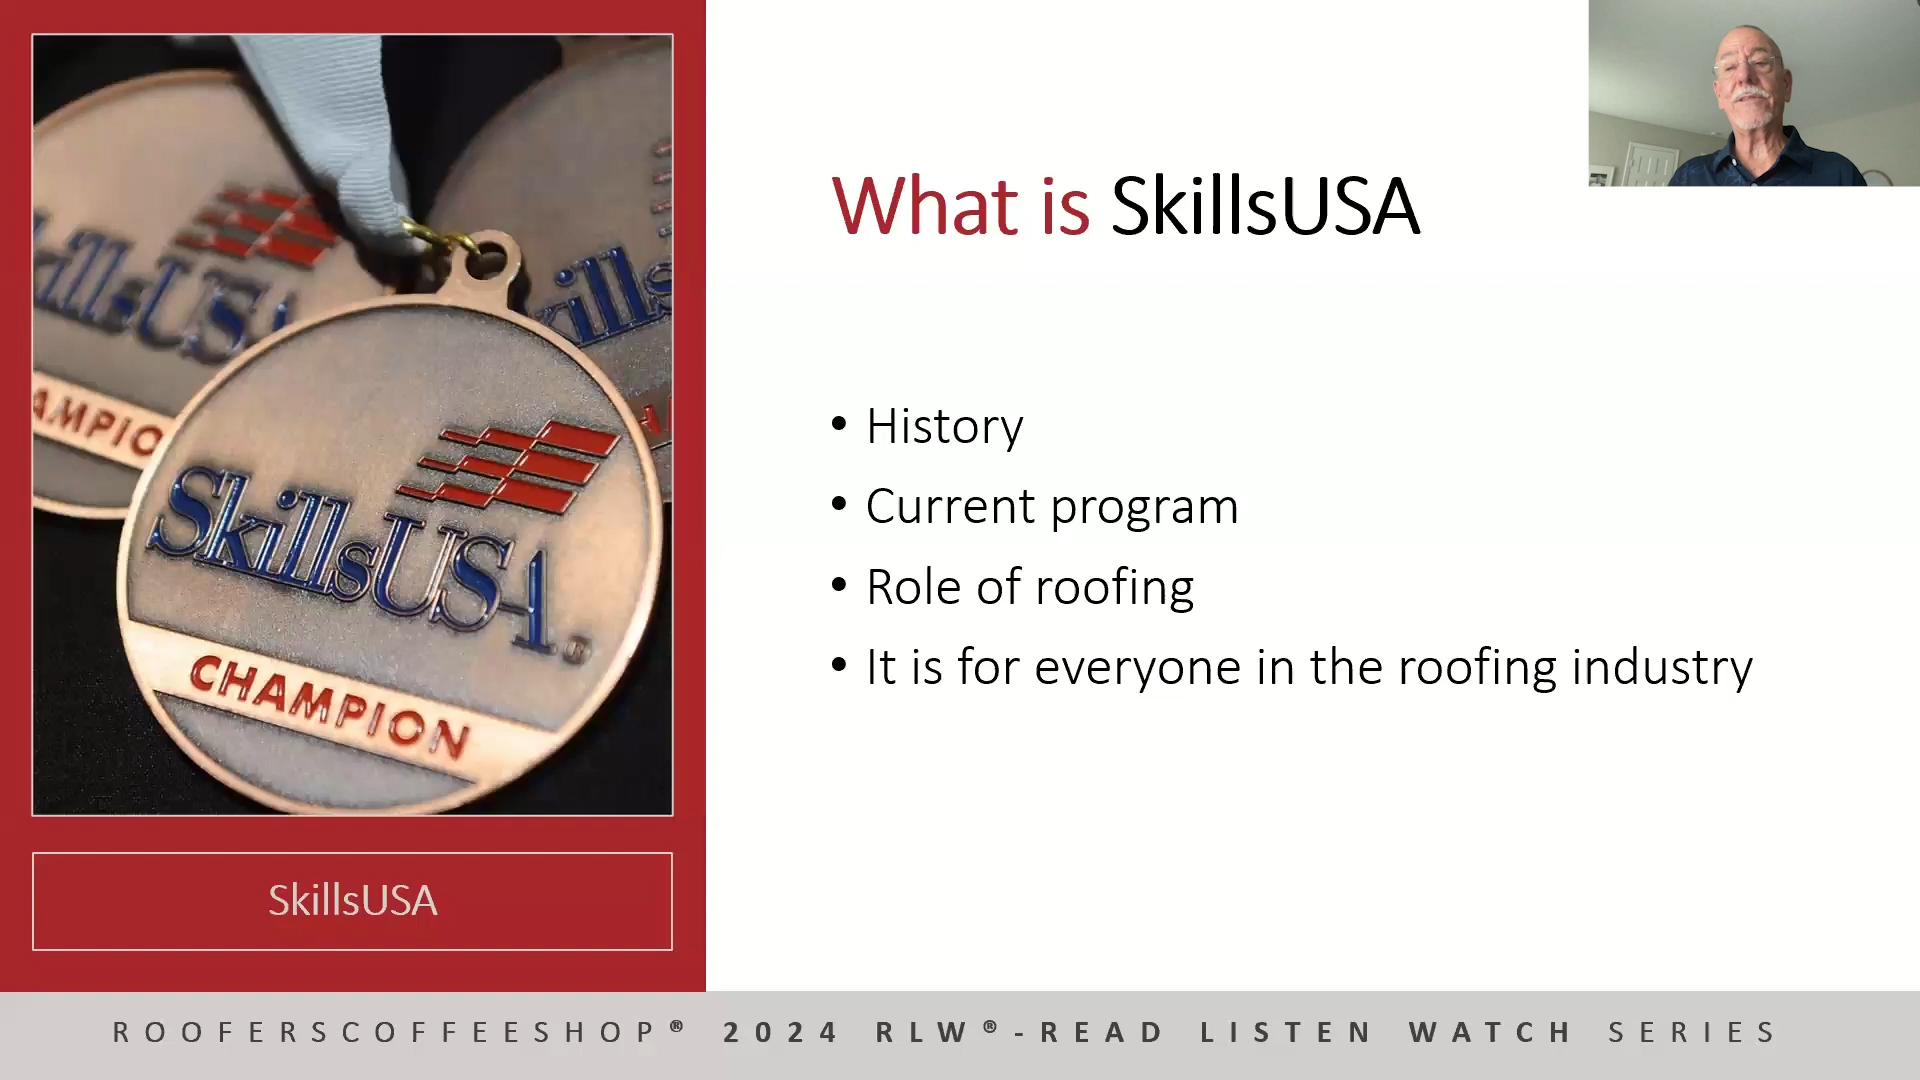 What is SkillsUSA
• History
• Current program
• Role of roofing
• It is for everyone in the roofing industry
SkillsUSA
CHAMPION
SkillsUSA®
CHAMPION
ROOFERSCOFFEESHOP® 2024 RLW®-READ LISTEN WATCH SERIES